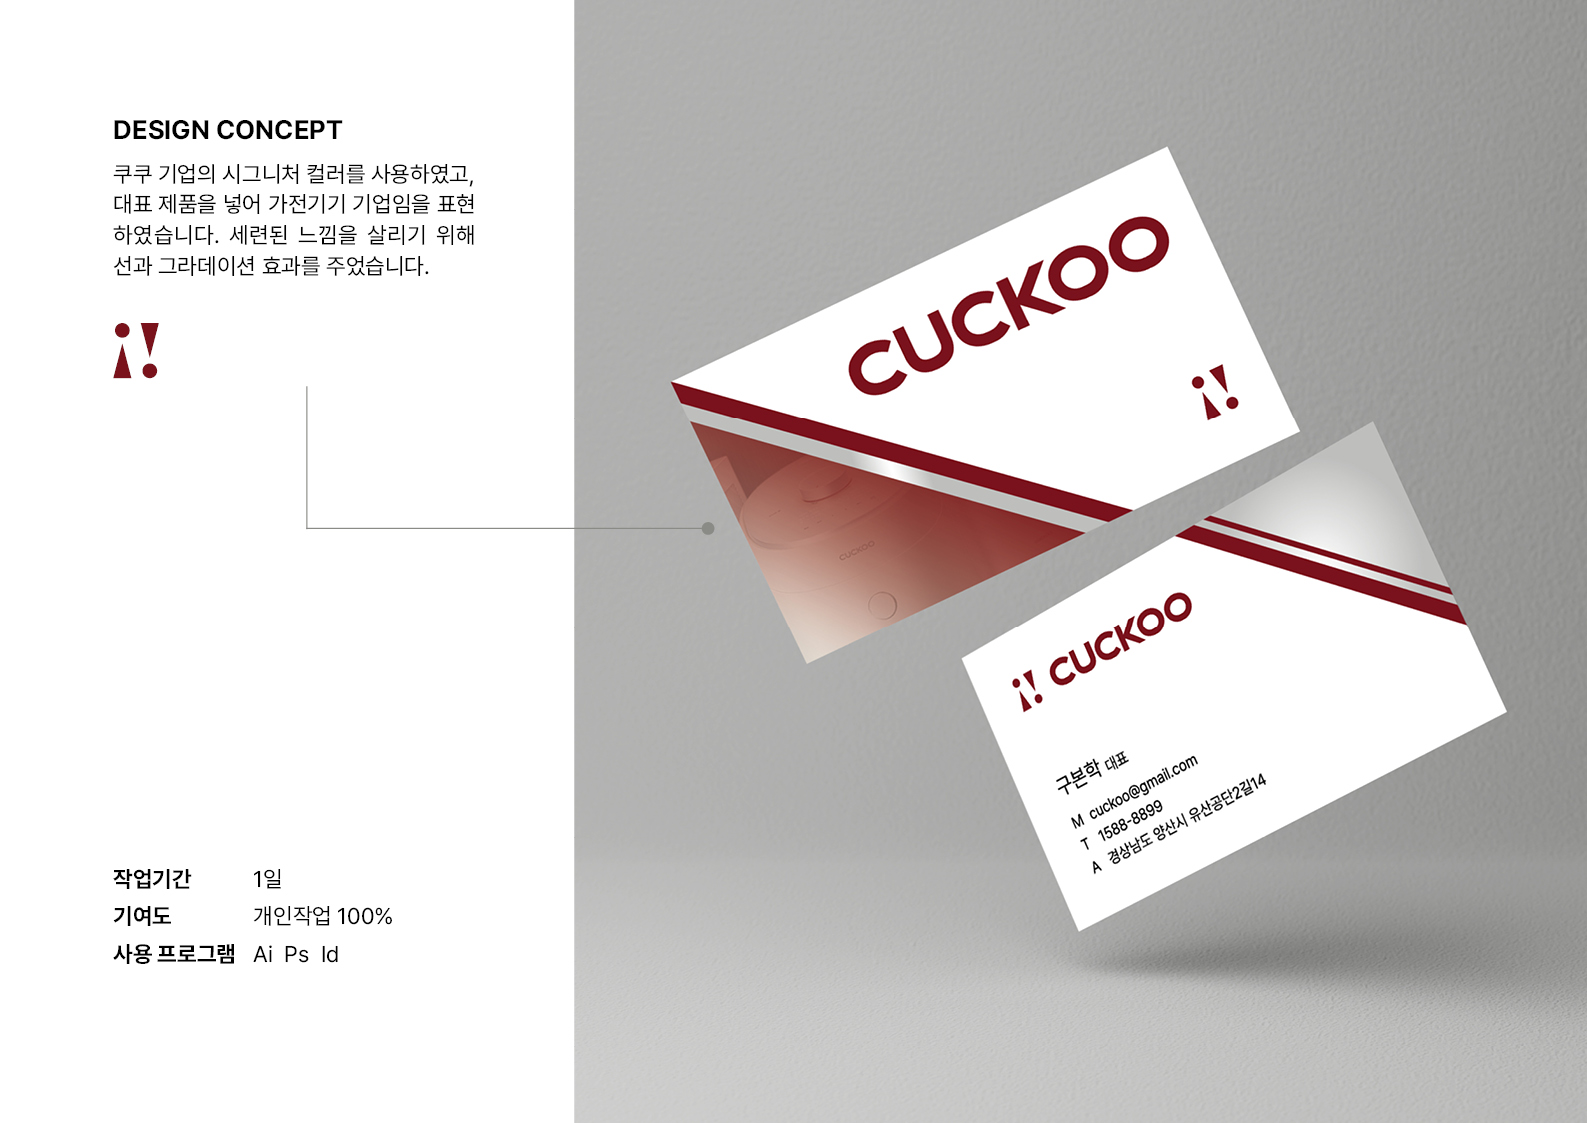 DESIGN CONCEPT
쿠쿠 기업의 시그니처 컬러를 사용하였고,
대표 제품을 넣어 가전기기 기업임을 표현
하였습니다. 세련된 느낌을 살리기 위해
선과 그라데이션 효과를 주었습니다.
작업기간 1일
기여도 개인작업 100%
사용 프로그램 Ai Ps Id
CUCKOO
CUCKOO
CUCKOO
구본학 대표
M cuckoo@gmail.com
T 1588-8899
A 경상남도 양산시 유산공단2길14